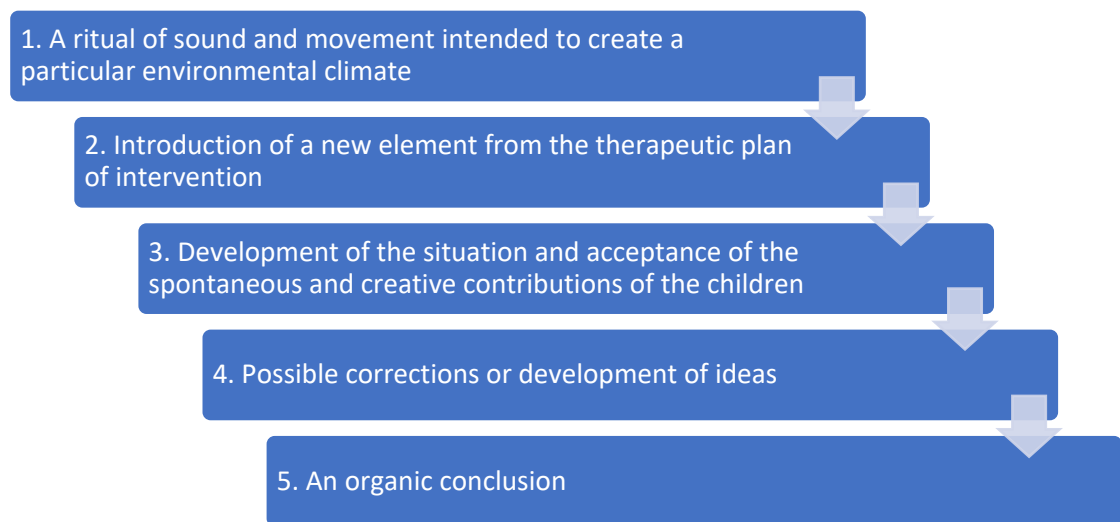 1. A ritual of sound and movement intended to create a
particular environmental climate
2. Introduction of a new element from the therapeutic plan
of intervention
3. Development of the situation and acceptance of the
spontaneous and creative contributions of the children
4. Possible corrections or development of ideas
5. An organic conclusion